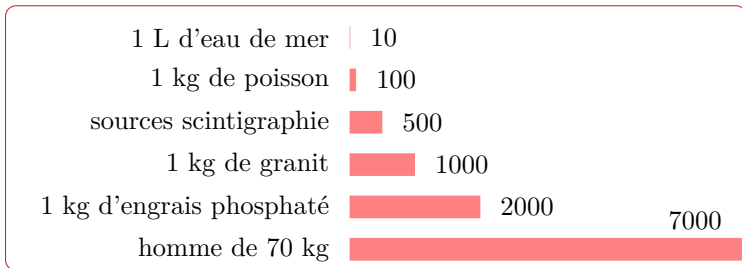 1 L d'eau de mer 10
1 kg de poisson 100
sources scintigraphie 500
1 kg de granit 1000
1 kg d'engrais phosphaté 2000
homme de 70 kg 7000